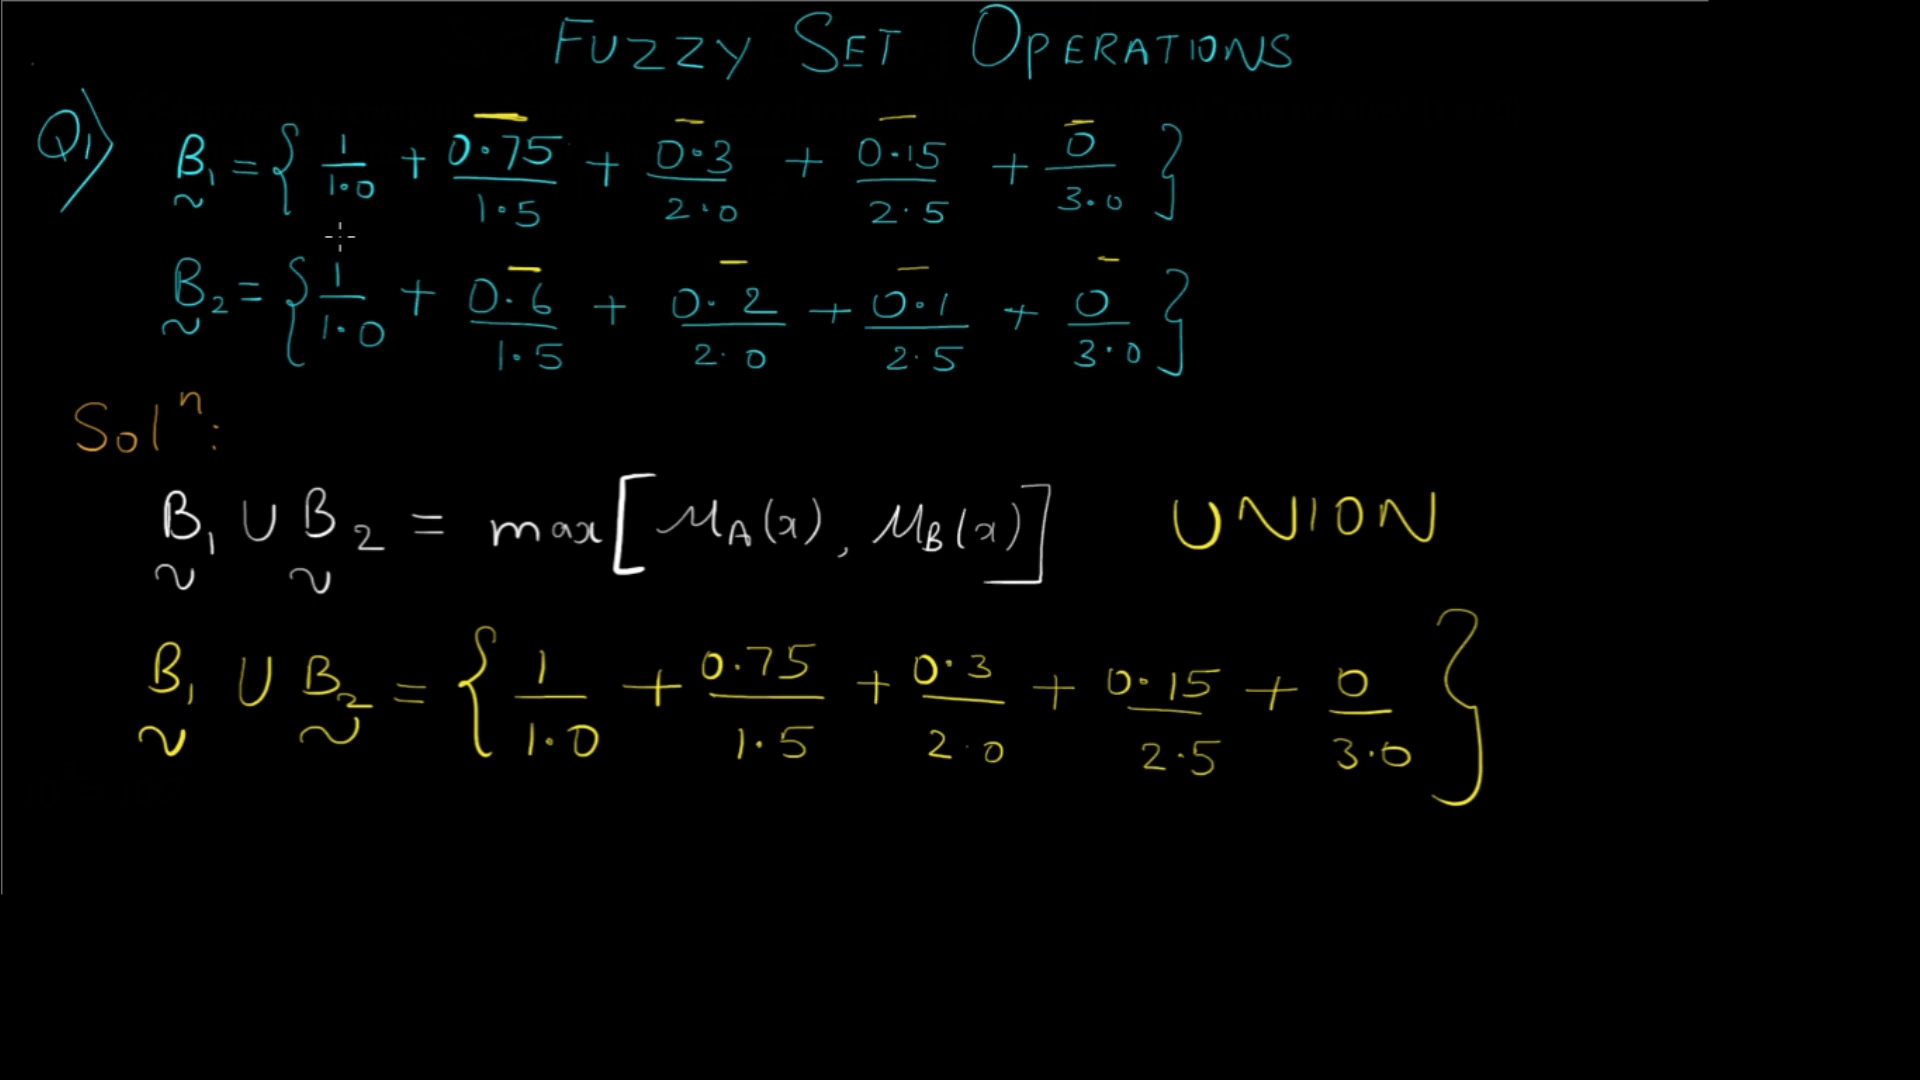 FUZZY SET OPERATIONS
Q1) B₁ = { 1/1.0 + 0.75/1.5 + 0.3/2.0 + 0.15/2.5 + 0/3.0 }
B₂ = { 1/1.0 + 0.6/1.5 + 0.2/2.0 + 0.1/2.5 + 0/3.0 }
Solⁿ:
B₁ ∪ B₂ = max[ μA(x), μB(x) ] UNION
B₁ ∪ B₂ = { 1/1.0 + 0.75/1.5 + 0.3/2.0 + 0.15/2.5 + 0/3.0 }